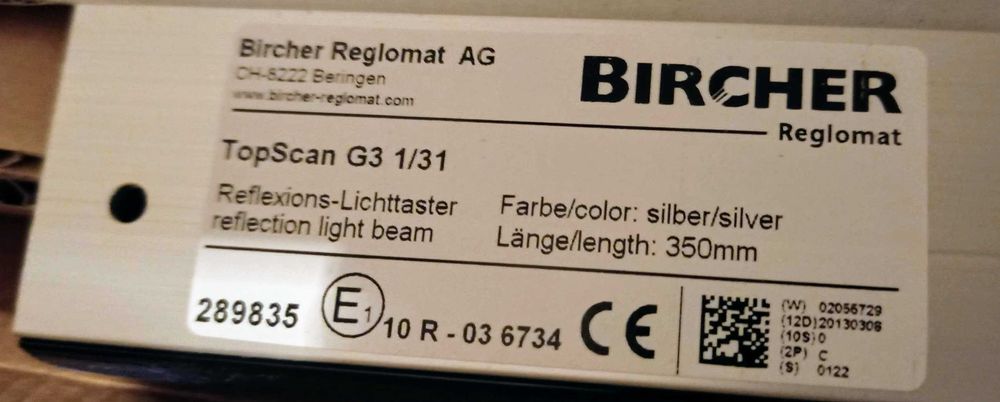 Bircher Reglomat AG
CH-8222 Beringen
www.bircher-reglomat.com
BIRCHER
Reglomat
TopScan G3 1/31
Reflexions-Lichttaster
reflection light beam
Farbe/color: silber/silver
Länge/length: 350mm
289835
E1
10 R - 03 6734
CE
(W) 02056729
(12D)20130306
(10S)0
(2P) C
(S) 0122